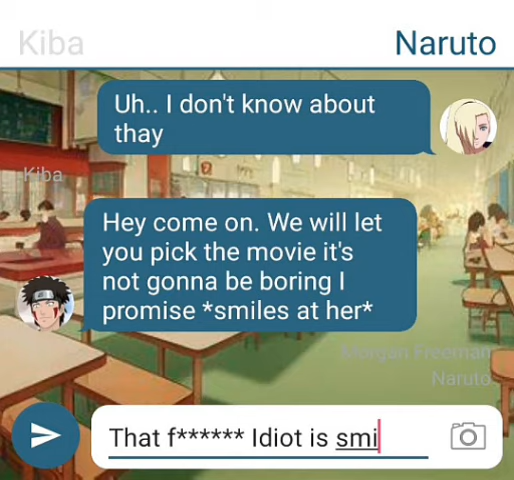 Kiba
Naruto
Uh.. I don't know about
thay
Kiba
Hey come on. We will let
you pick the movie it's
not gonna be boring I
promise *smiles at her*
Morgan Freeman
Naruto
That f****** Idiot is smi